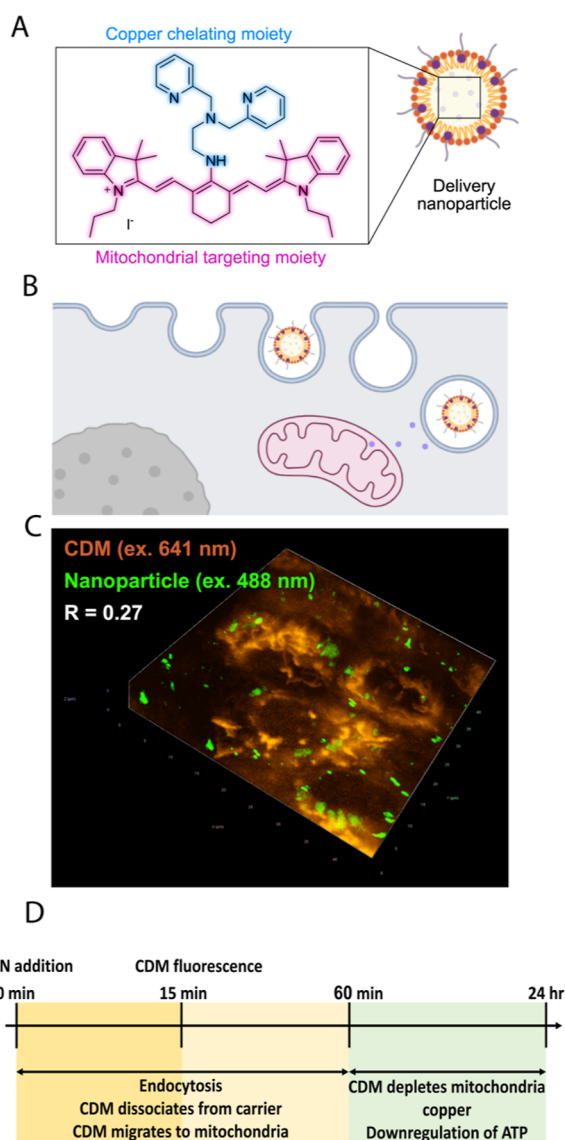 A
Copper chelating moiety
N
N
N
NH
N
+
N
I-
Mitochondrial targeting moiety
Delivery
nanoparticle
B
C
CDM (ex. 641 nm)
Nanoparticle (ex. 488 nm)
R = 0.27
D
N addition
CDM fluorescence
0 min
15 min
60 min
24 hr
Endocytosis
CDM dissociates from carrier
CDM migrates to mitochondria
CDM depletes mitochondria
copper
Downregulation of ATP